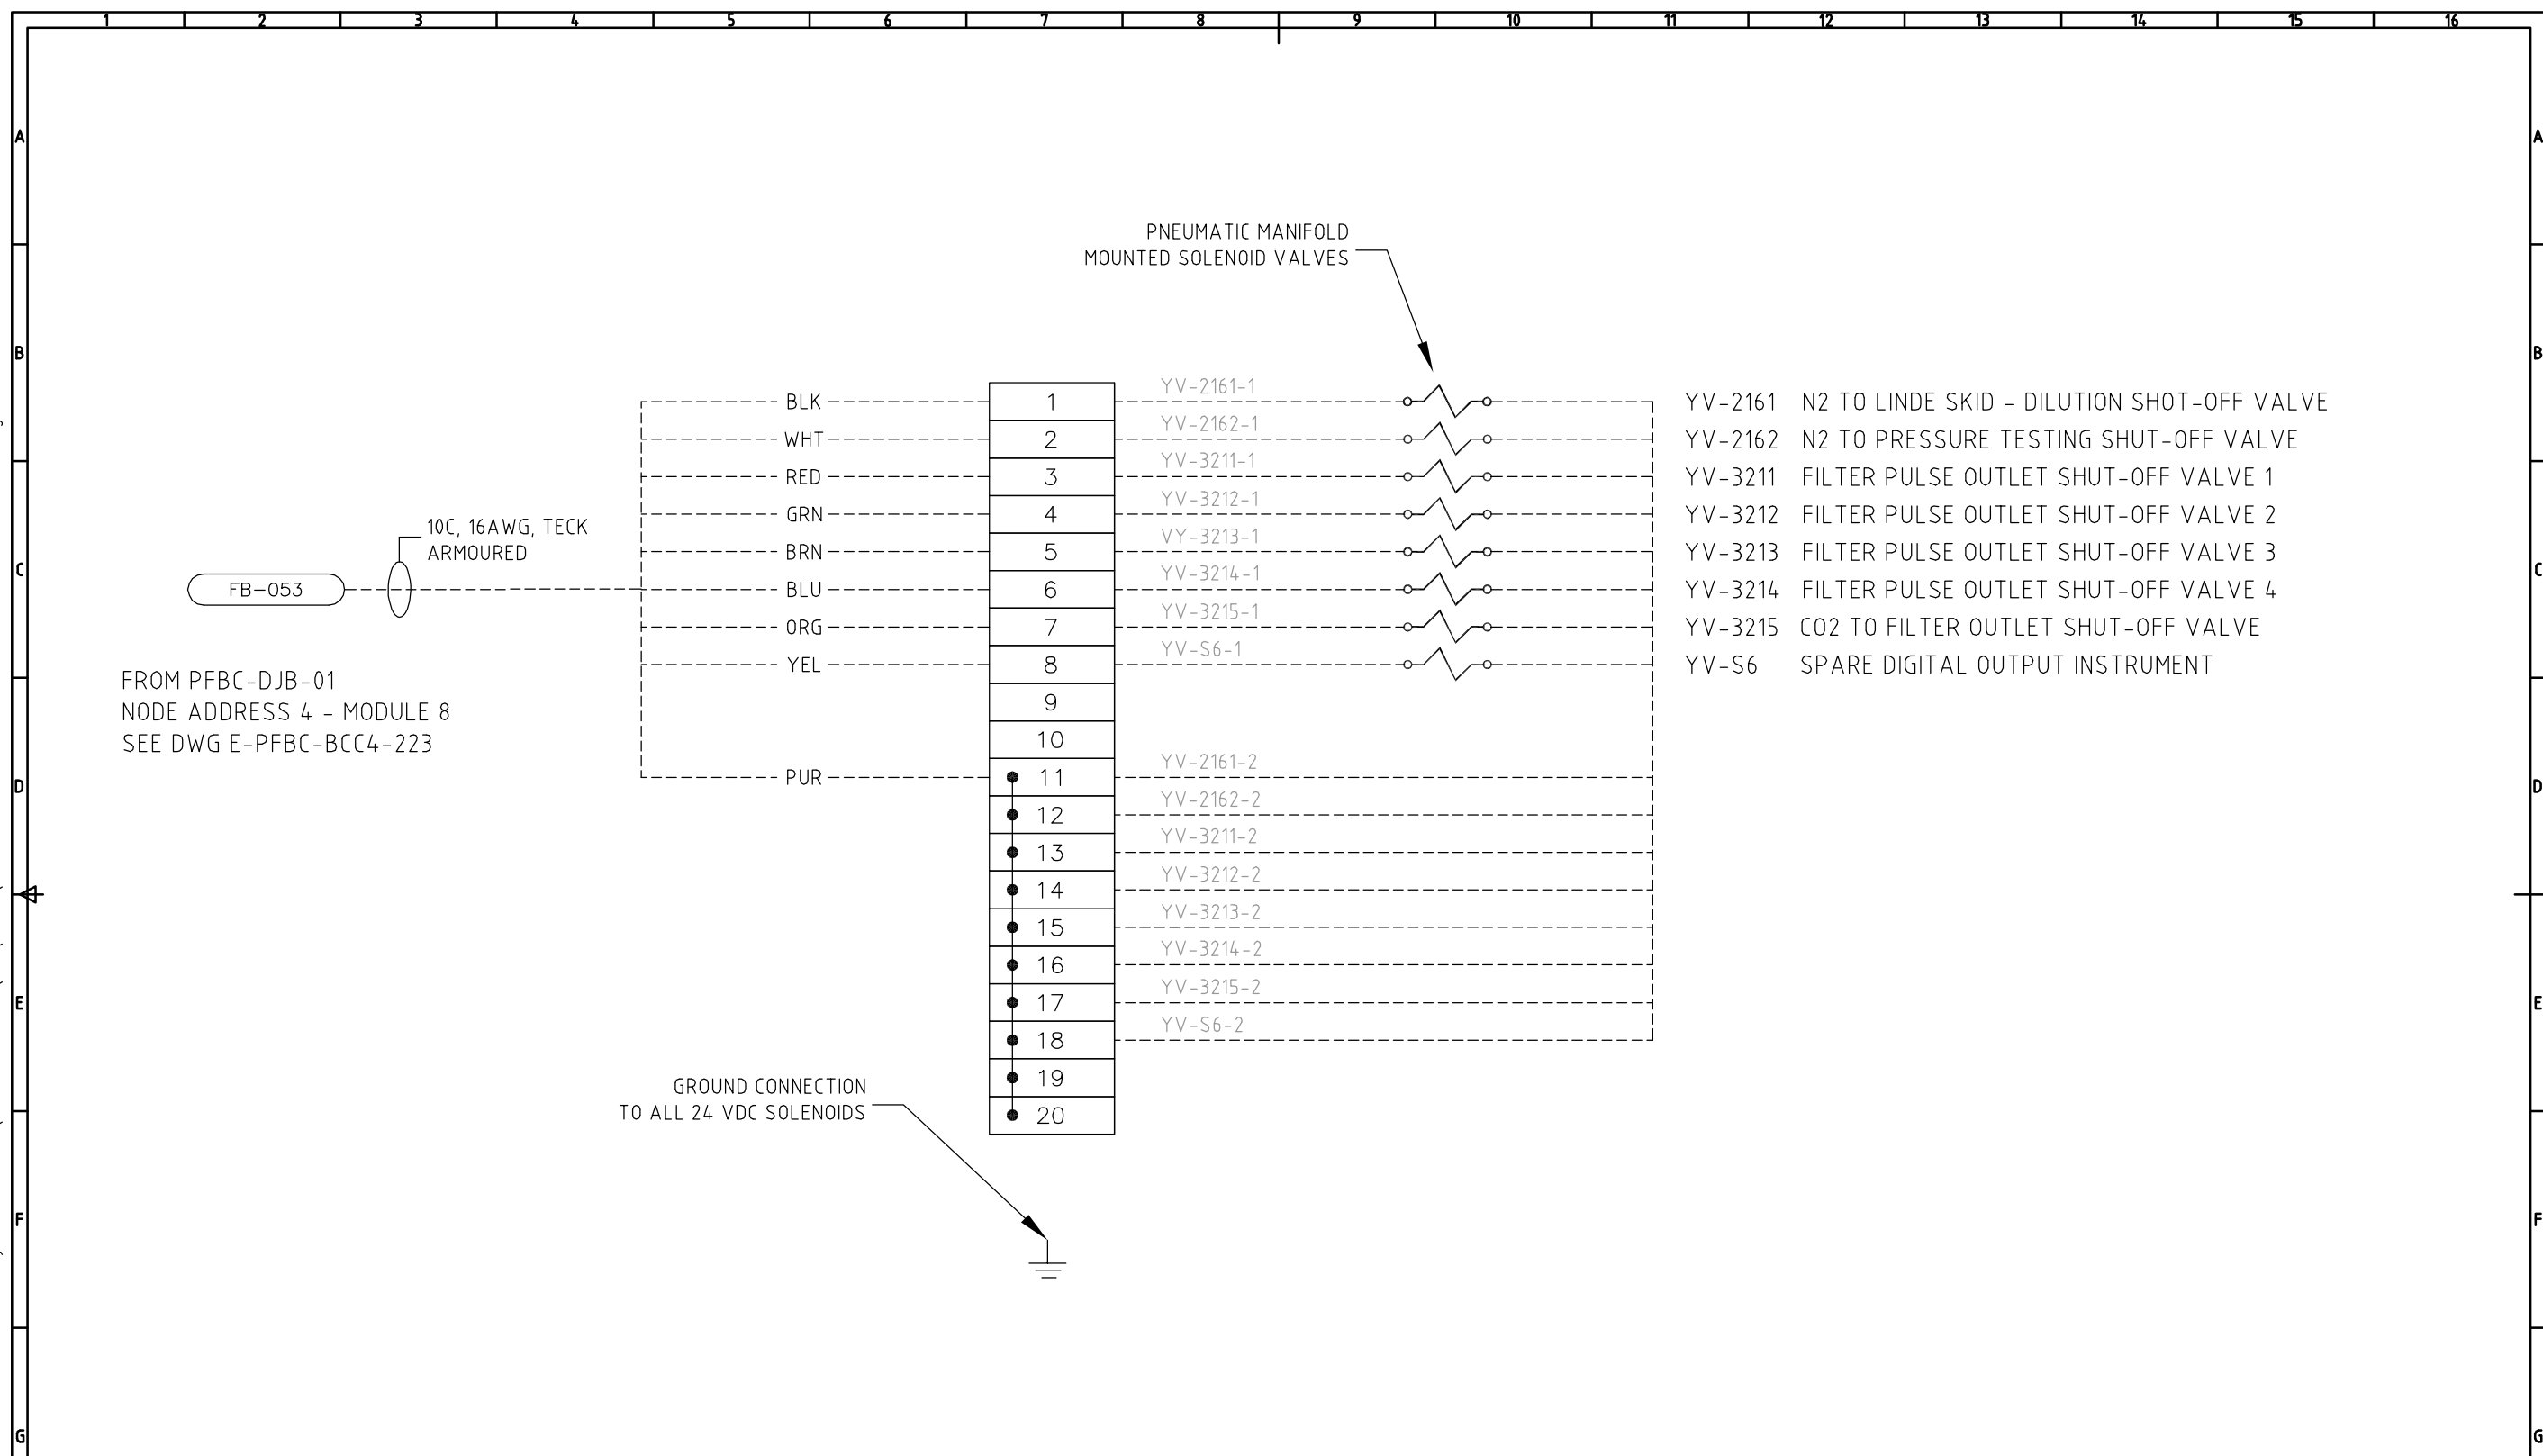 1 2 3 4 5 6 7 8 9 10 11 12 13 14 15 16
A A
B B
C C
D D
E E
F F
G G
PNEUMATIC MANIFOLD
MOUNTED SOLENOID VALVES
BLK 1 YV-2161-1 YV-2161 N2 TO LINDE SKID - DILUTION SHOT-OFF VALVE
WHT 2 YV-2162-1 YV-2162 N2 TO PRESSURE TESTING SHUT-OFF VALVE
RED 3 YV-3211-1 YV-3211 FILTER PULSE OUTLET SHUT-OFF VALVE 1
GRN 4 YV-3212-1 YV-3212 FILTER PULSE OUTLET SHUT-OFF VALVE 2
BRN 5 VY-3213-1 YV-3213 FILTER PULSE OUTLET SHUT-OFF VALVE 3
BLU 6 YV-3214-1 YV-3214 FILTER PULSE OUTLET SHUT-OFF VALVE 4
ORG 7 YV-3215-1 YV-3215 CO2 TO FILTER OUTLET SHUT-OFF VALVE
YEL 8 YV-S6-1 YV-S6 SPARE DIGITAL OUTPUT INSTRUMENT
9
10
PUR 11 YV-2161-2
12 YV-2162-2
13 YV-3211-2
14 YV-3212-2
15 YV-3213-2
16 YV-3214-2
17 YV-3215-2
18 YV-S6-2
19
20
10C, 16AWG, TECK
ARMOURED
FB-053
FROM PFBC-DJB-01
NODE ADDRESS 4 - MODULE 8
SEE DWG E-PFBC-BCC4-223
GROUND CONNECTION
TO ALL 24 VDC SOLENOIDS